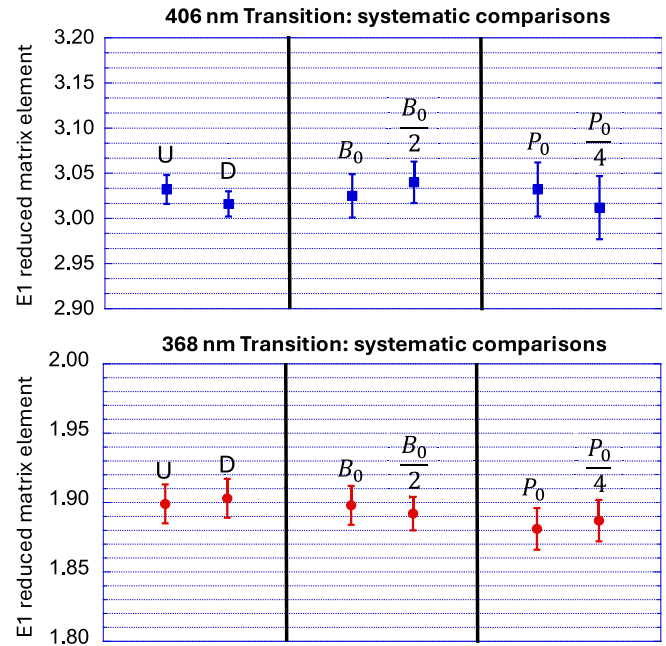 406 nm Transition: systematic comparisons
E1 reduced matrix element
3.20
3.15
3.10
3.05
3.00
2.95
2.90
U
D
B₀
B₀/2
P₀
P₀/4
368 nm Transition: systematic comparisons
E1 reduced matrix element
2.00
1.95
1.90
1.85
1.80
U
D
B₀
B₀/2
P₀
P₀/4